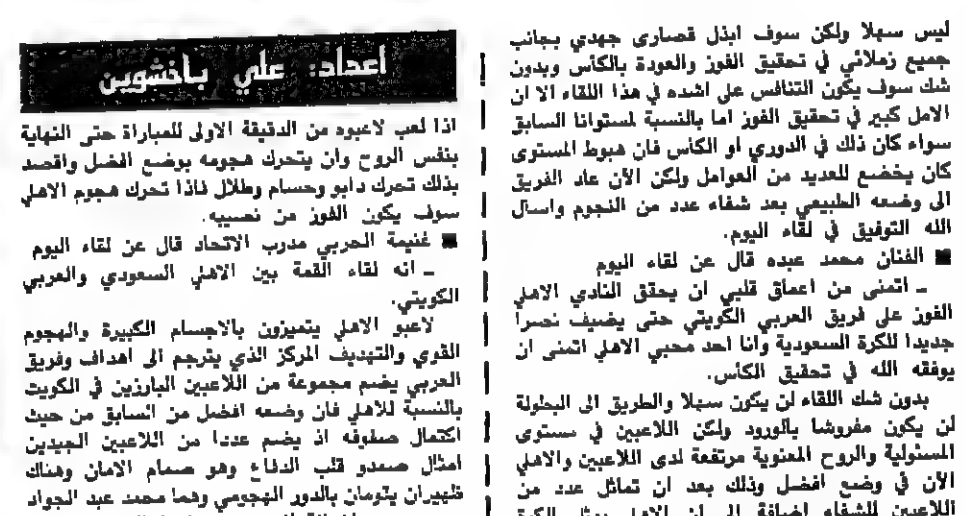 ليس سهلا ولكن سوف ابذل قصارى جهدي بجانب
جميع زملائي في تحقيق الفوز والعودة بالكأس وبدون
شك سوف يكون التنافس على اشده في هذا اللقاء الا ان
الامل كبير في تحقيق الفوز اما بالنسبة لمستوانا السابق
سواء كان ذلك في الدوري او الكأس فان هبوط المستوى
كان يخضع للعديد من العوامل ولكن الآن عاد الفريق
الى وضعه الطبيعي بعد شفاء عدد من النجوم واسأل
الله التوفيق في لقاء اليوم.
■ الفنان محمد عبده قال عن لقاء اليوم
ـ اتمنى من اعماق قلبي ان يحقق النادي الاهلي
الفوز على فريق العربي الكويتي حتى يضيف نصرا
جديدا للكرة السعودية وانا احد محبي الاهلي اتمنى ان
يوفقه الله في تحقيق الكأس.
بدون شك اللقاء لن يكون سهلا والطريق الى البطولة
لن يكون مفروشا بالورود ولكن اللاعبين في مستوى
المسئولية والروح المعنوية مرتفعة لدى اللاعبين والاهلي
الآن في وضع افضل وذلك بعد ان تماثل عدد من
اللاعبين للشفاء اضافة الى ان الاهلي يمثل الكرة
اعداد: علي باخشوين
اذا لعب لاعبوه من الدقيقة الاولى للمباراة حتى النهاية
بنفس الروح وان يتحرك هجومه بوضع افضل واقصد
بذلك تحرك دابو وحسام وطلال فاذا تحرك هجوم الاهلي
سوف يكون الفوز من نصيبه.
■ غنيمة الحربي مدرب الاتحاد قال عن لقاء اليوم
ـ انه لقاء القمة بين الاهلي السعودي والعربي
الكويتي.
لاعبو الاهلي يتميزون بالاجسام الكبيرة والهجوم
القوي والتهديف المركز الذي يترجم الى اهداف وفريق
العربي يضم مجموعة من اللاعبين البارزين في الكويت
بالنسبة للاهلي فان وضعه افضل من السابق من حيث
اكتمال صفوفه اذ يضم عددا من اللاعبين الجيدين
امثال صمدو قلب الدفاع وهو صمام الامان وهناك
ظهيران يقومان بالدور الهجومي وهما محمد عبد الجواد